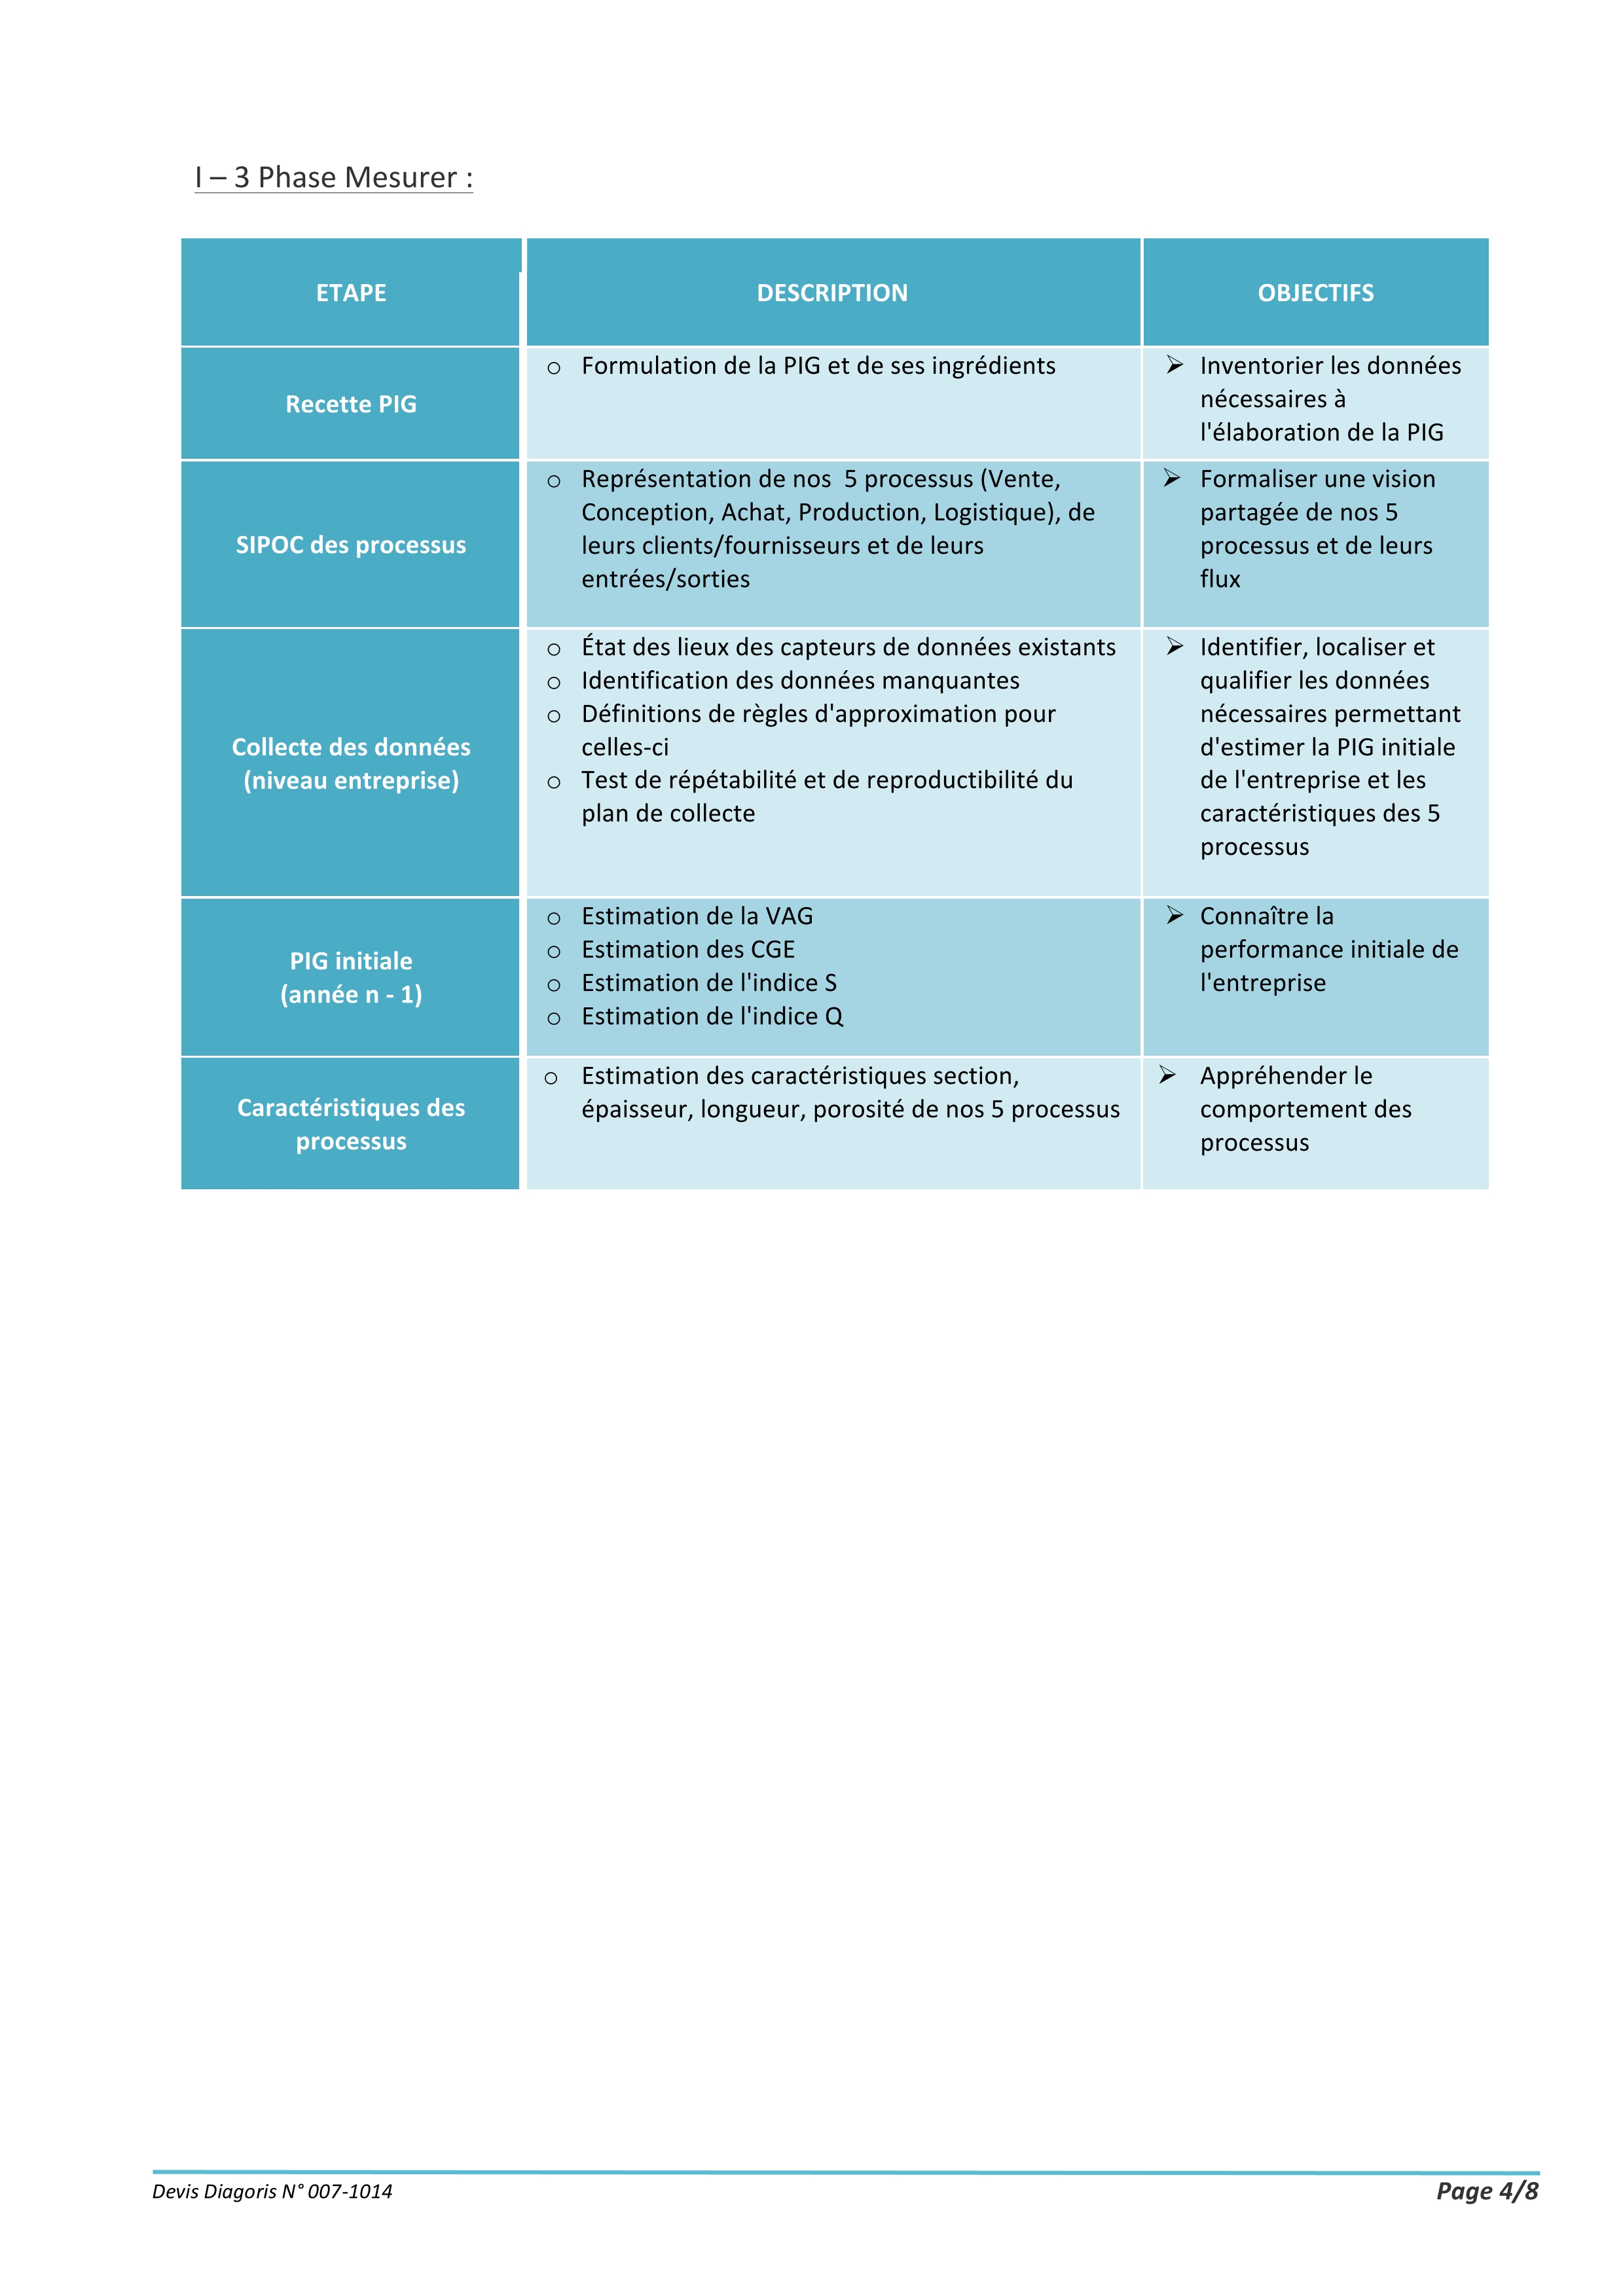 I – 3 Phase Mesurer :
ETAPE
DESCRIPTION
OBJECTIFS
Recette PIG
o Formulation de la PIG et de ses ingrédients
➢ Inventorier les données
nécessaires à
l'élaboration de la PIG
SIPOC des processus
o Représentation de nos  5 processus (Vente,
Conception, Achat, Production, Logistique), de
leurs clients/fournisseurs et de leurs
entrées/sorties
➢ Formaliser une vision
partagée de nos 5
processus et de leurs
flux
Collecte des données
(niveau entreprise)
o État des lieux des capteurs de données existants
o Identification des données manquantes
o Définitions de règles d'approximation pour
celles-ci
o Test de répétabilité et de reproductibilité du
plan de collecte
➢ Identifier, localiser et
qualifier les données
nécessaires permettant
d'estimer la PIG initiale
de l'entreprise et les
caractéristiques des 5
processus
PIG initiale
(année n - 1)
o Estimation de la VAG
o Estimation des CGE
o Estimation de l'indice S
o Estimation de l'indice Q
➢ Connaître la
performance initiale de
l'entreprise
Caractéristiques des
processus
o Estimation des caractéristiques section,
épaisseur, longueur, porosité de nos 5 processus
➢ Appréhender le
comportement des
processus
Devis Diagoris N° 007-1014
Page 4/8